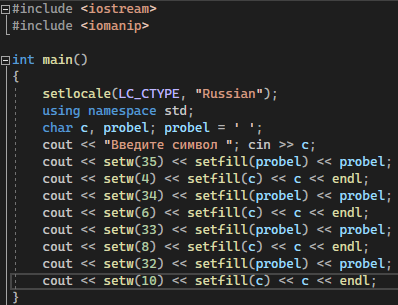 #include <iostream>
#include <iomanip>
int main()
{
setlocale(LC_CTYPE, "Russian");
using namespace std;
char c, probel; probel = ' ';
cout << "Введите символ "; cin >> c;
cout << setw(35) << setfill(probel) << probel;
cout << setw(4) << setfill(c) << c << endl;
cout << setw(34) << setfill(probel) << probel;
cout << setw(6) << setfill(c) << c << endl;
cout << setw(33) << setfill(probel) << probel;
cout << setw(8) << setfill(c) << c << endl;
cout << setw(32) << setfill(probel) << probel;
cout << setw(10) << setfill(c) << c << endl;
}